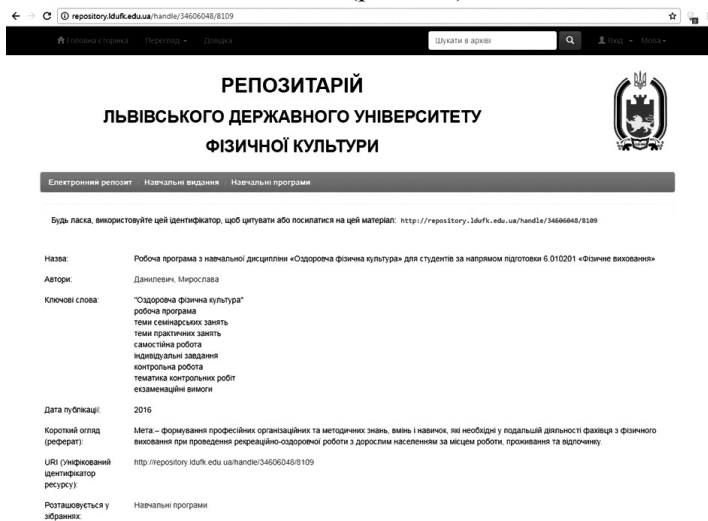 repository.ldufk.edu.ua/handle/34606048/8109
Головна сторінка Перегляд Довідка Шукати в архіві Вхід Мова
РЕПОЗИТАРІЙ
ЛЬВІВСЬКОГО ДЕРЖАВНОГО УНІВЕРСИТЕТУ
ФІЗИЧНОЇ КУЛЬТУРИ
Електронний репозит Навчальні видання Навчальні програми
Будь ласка, використовуйте цей ідентифікатор, щоб цитувати або посилатися на цей матеріал: http://repository.ldufk.edu.ua/handle/34606048/8109
Назва: Робоча програма з навчальної дисципліни «Оздоровча фізична культура» для студентів за напрямом підготовки 6.010201 «Фізичне виховання»
Автори: Данилевич, Мирослава
Ключові слова: "Оздоровча фізична культура"
робоча програма
теми семінарських занять
теми практичних занять
самостійна робота
індивідуальні завдання
контрольна робота
тематика контрольних робіт
екзаменаційні вимоги
Дата публікації: 2016
Короткий огляд Мета:– формування професійних організаційних та методичних знань, вмінь і навичок, які необхідні у подальшій діяльності фахівця з фізичного
(реферат): виховання при проведення рекреаційно-оздоровчої роботи з дорослим населенням за місцем роботи, проживання та відпочинку.
URI (Уніфікований http://repository.ldufk.edu.ua/handle/34606048/8109
ідентифікатор
ресурсу):
Розташовується у Навчальні програми
зібраннях: